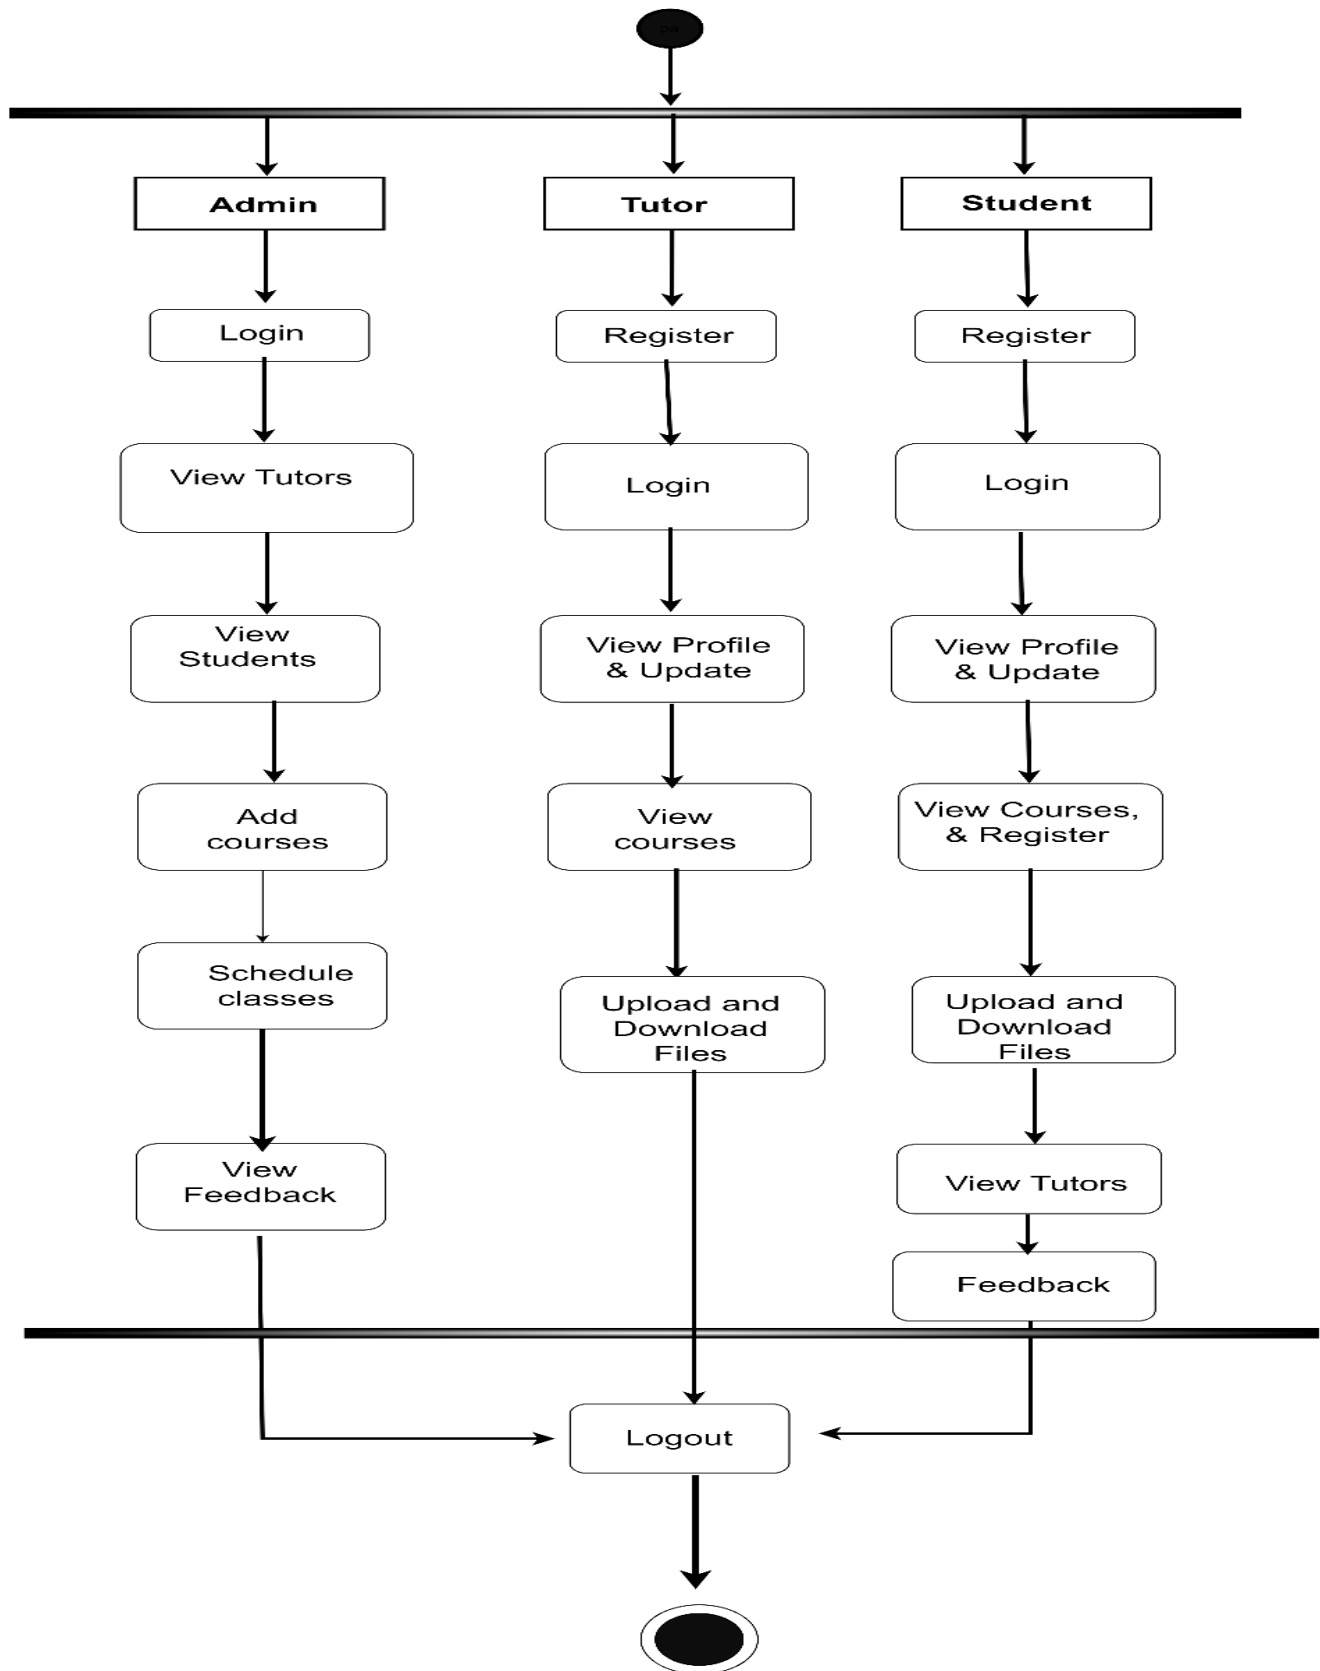 Admin
Tutor
Student
Login
Register
Register
View Tutors
Login
Login
View
Students
View Profile
& Update
View Profile
& Update
Add
courses
View
courses
View Courses,
& Register
Schedule
classes
Upload and
Download
Files
Upload and
Download
Files
View
Feedback
View Tutors
Feedback
Logout